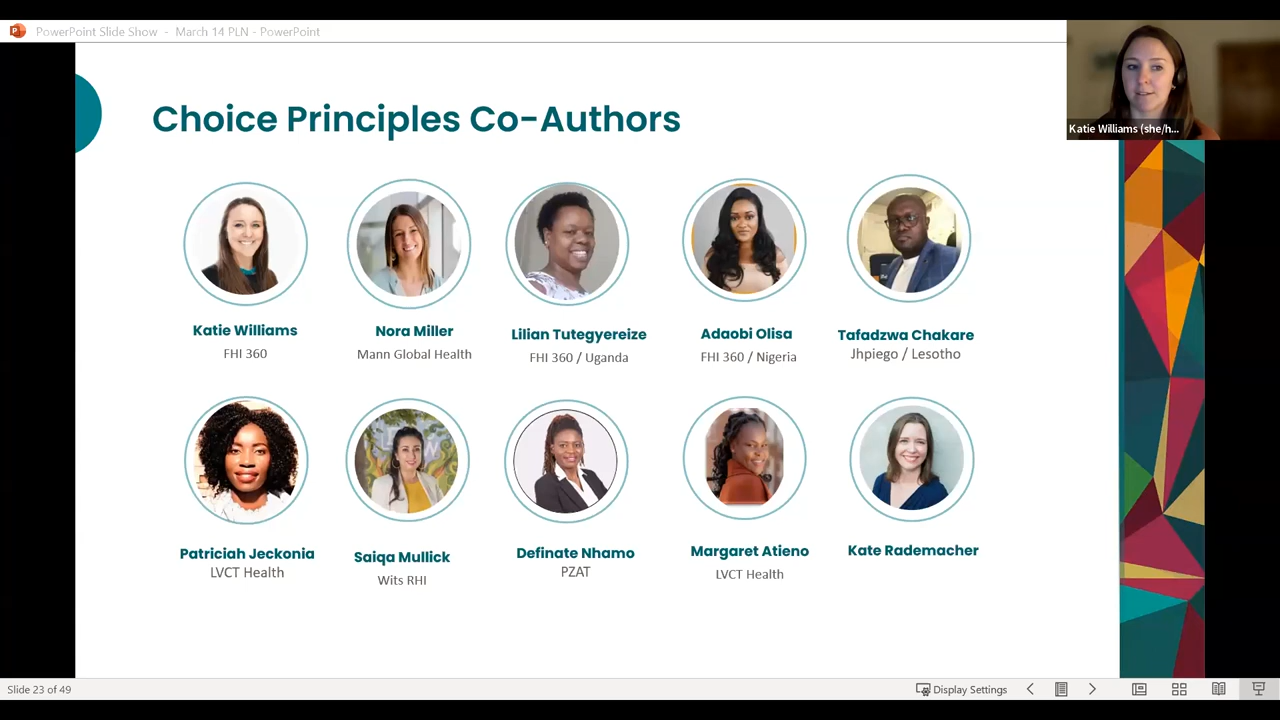 PowerPoint Slide Show - March 14 PLN - PowerPoint
Katie Williams (she/h...
Choice Principles Co-Authors
Katie Williams
FHI 360
Nora Miller
Mann Global Health
Lilian Tutegyereize
FHI 360 / Uganda
Adaobi Olisa
FHI 360 / Nigeria
Tafadzwa Chakare
Jhpiego / Lesotho
Patriciah Jeckonia
LVCT Health
Saiqa Mullick
Wits RHI
Definate Nhamo
PZAT
Margaret Atieno
LVCT Health
Kate Rademacher
Slide 23 of 49
Display Settings